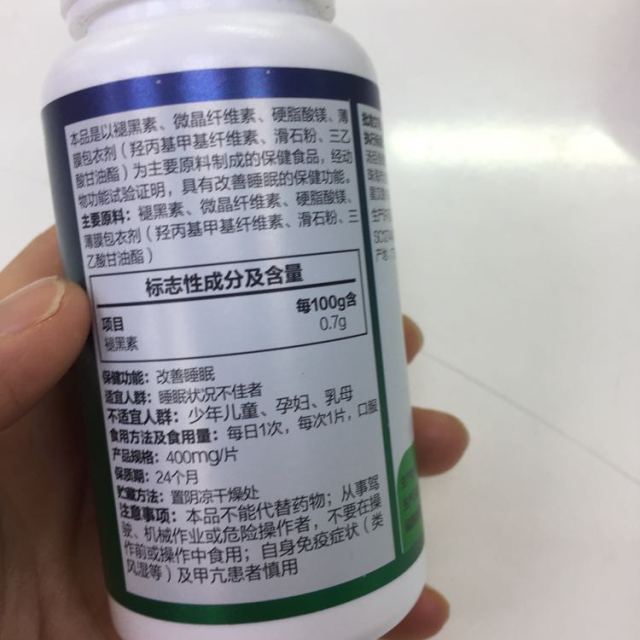 本品是以褪黑素、微晶纤维素、硬脂酸镁、薄
膜包衣剂（羟丙基甲基纤维素、滑石粉、三乙
酸甘油酯）为主要原料制成的保健食品，经动
物功能试验证明，具有改善睡眠的保健功能。
主要原料：褪黑素、微晶纤维素、硬脂酸镁、
薄膜包衣剂（羟丙基甲基纤维素、滑石粉、三
乙酸甘油酯）
标志性成分及含量
项目 每100g含
褪黑素 0.7g
保健功能：改善睡眠
适宜人群：睡眠状况不佳者
不适宜人群：少年儿童、孕妇、乳母
食用方法及食用量：每日1次，每次1片，口服
产品规格：400mg/片
保质期：24个月
贮藏方法：置阴凉干燥处
注意事项：本品不能代替药物；从事驾
驶、机械作业或危险操作者，不要在操
作前或操作中食用；自身免疫症状（类
风湿等）及甲亢患者慎用